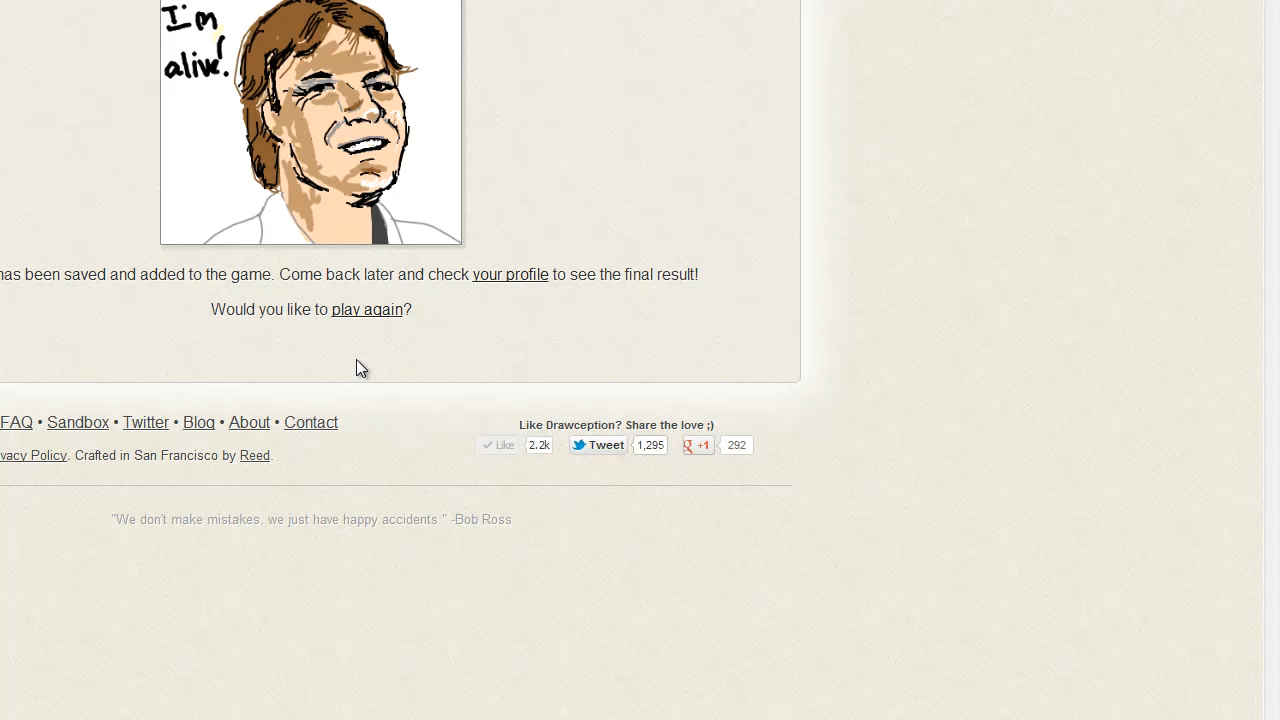 I'm
alive!
has been saved and added to the game. Come back later and check your profile to see the final result!
Would you like to play again?
FAQ • Sandbox • Twitter • Blog • About • Contact
Like Drawception? Share the love ;)
Like 2.2k Tweet 1,295 +1 292
vacy Policy. Crafted in San Francisco by Reed.
"We don't make mistakes, we just have happy accidents." -Bob Ross